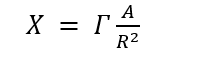 X = Γ A/R²